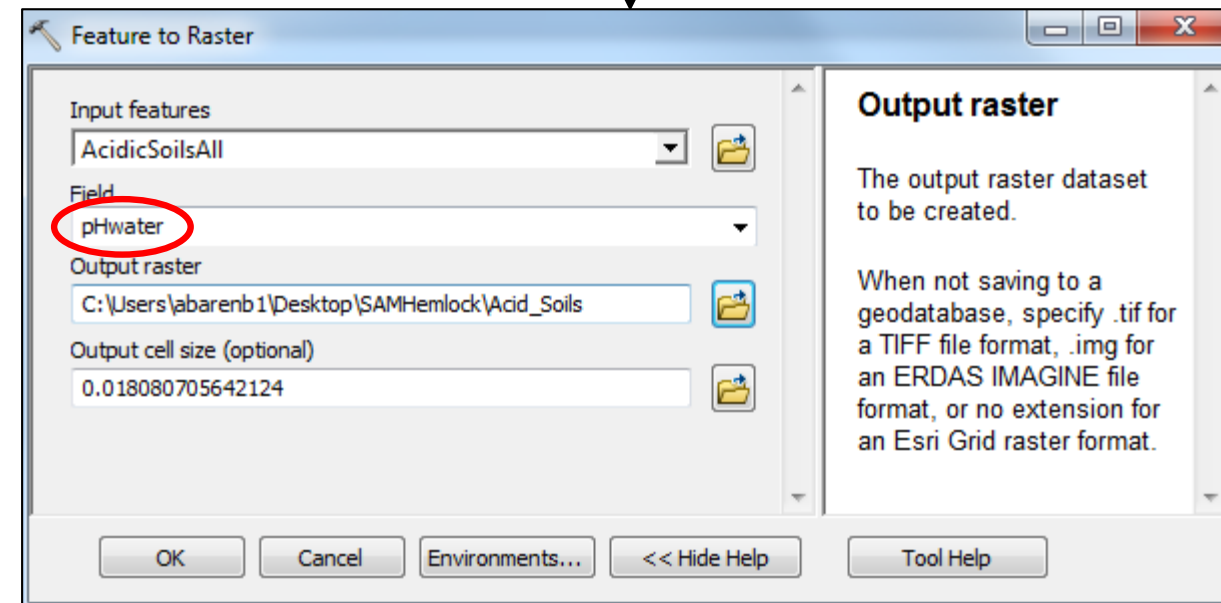 Feature to Raster
Input features
AcidicSoilsAll
Field
pHwater
Output raster
C:\Users\abarenb1\Desktop\SAMHemlock\Acid_Soils
Output cell size (optional)
0.018080705642124
OK
Cancel
Environments...
<< Hide Help
Output raster
The output raster dataset
to be created.
When not saving to a
geodatabase, specify .tif for
a TIFF file format, .img for
an ERDAS IMAGINE file
format, or no extension for
an Esri Grid raster format.
Tool Help